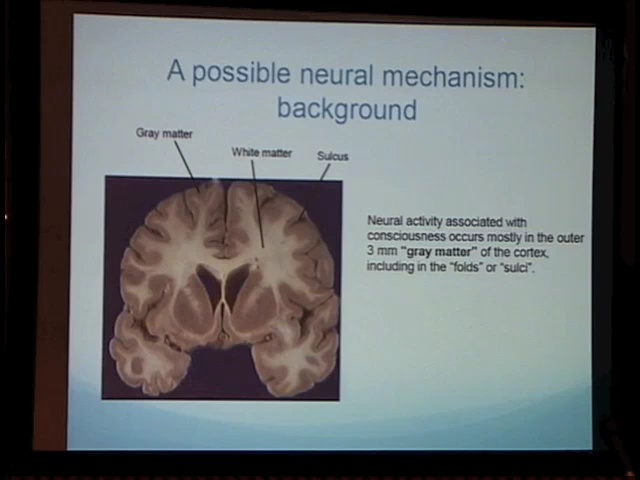 A possible neural mechanism:
background
Gray matter
White matter
Sulcus
Neural activity associated with
consciousness occurs mostly in the outer
3 mm "gray matter" of the cortex,
including in the "folds" or "sulci".